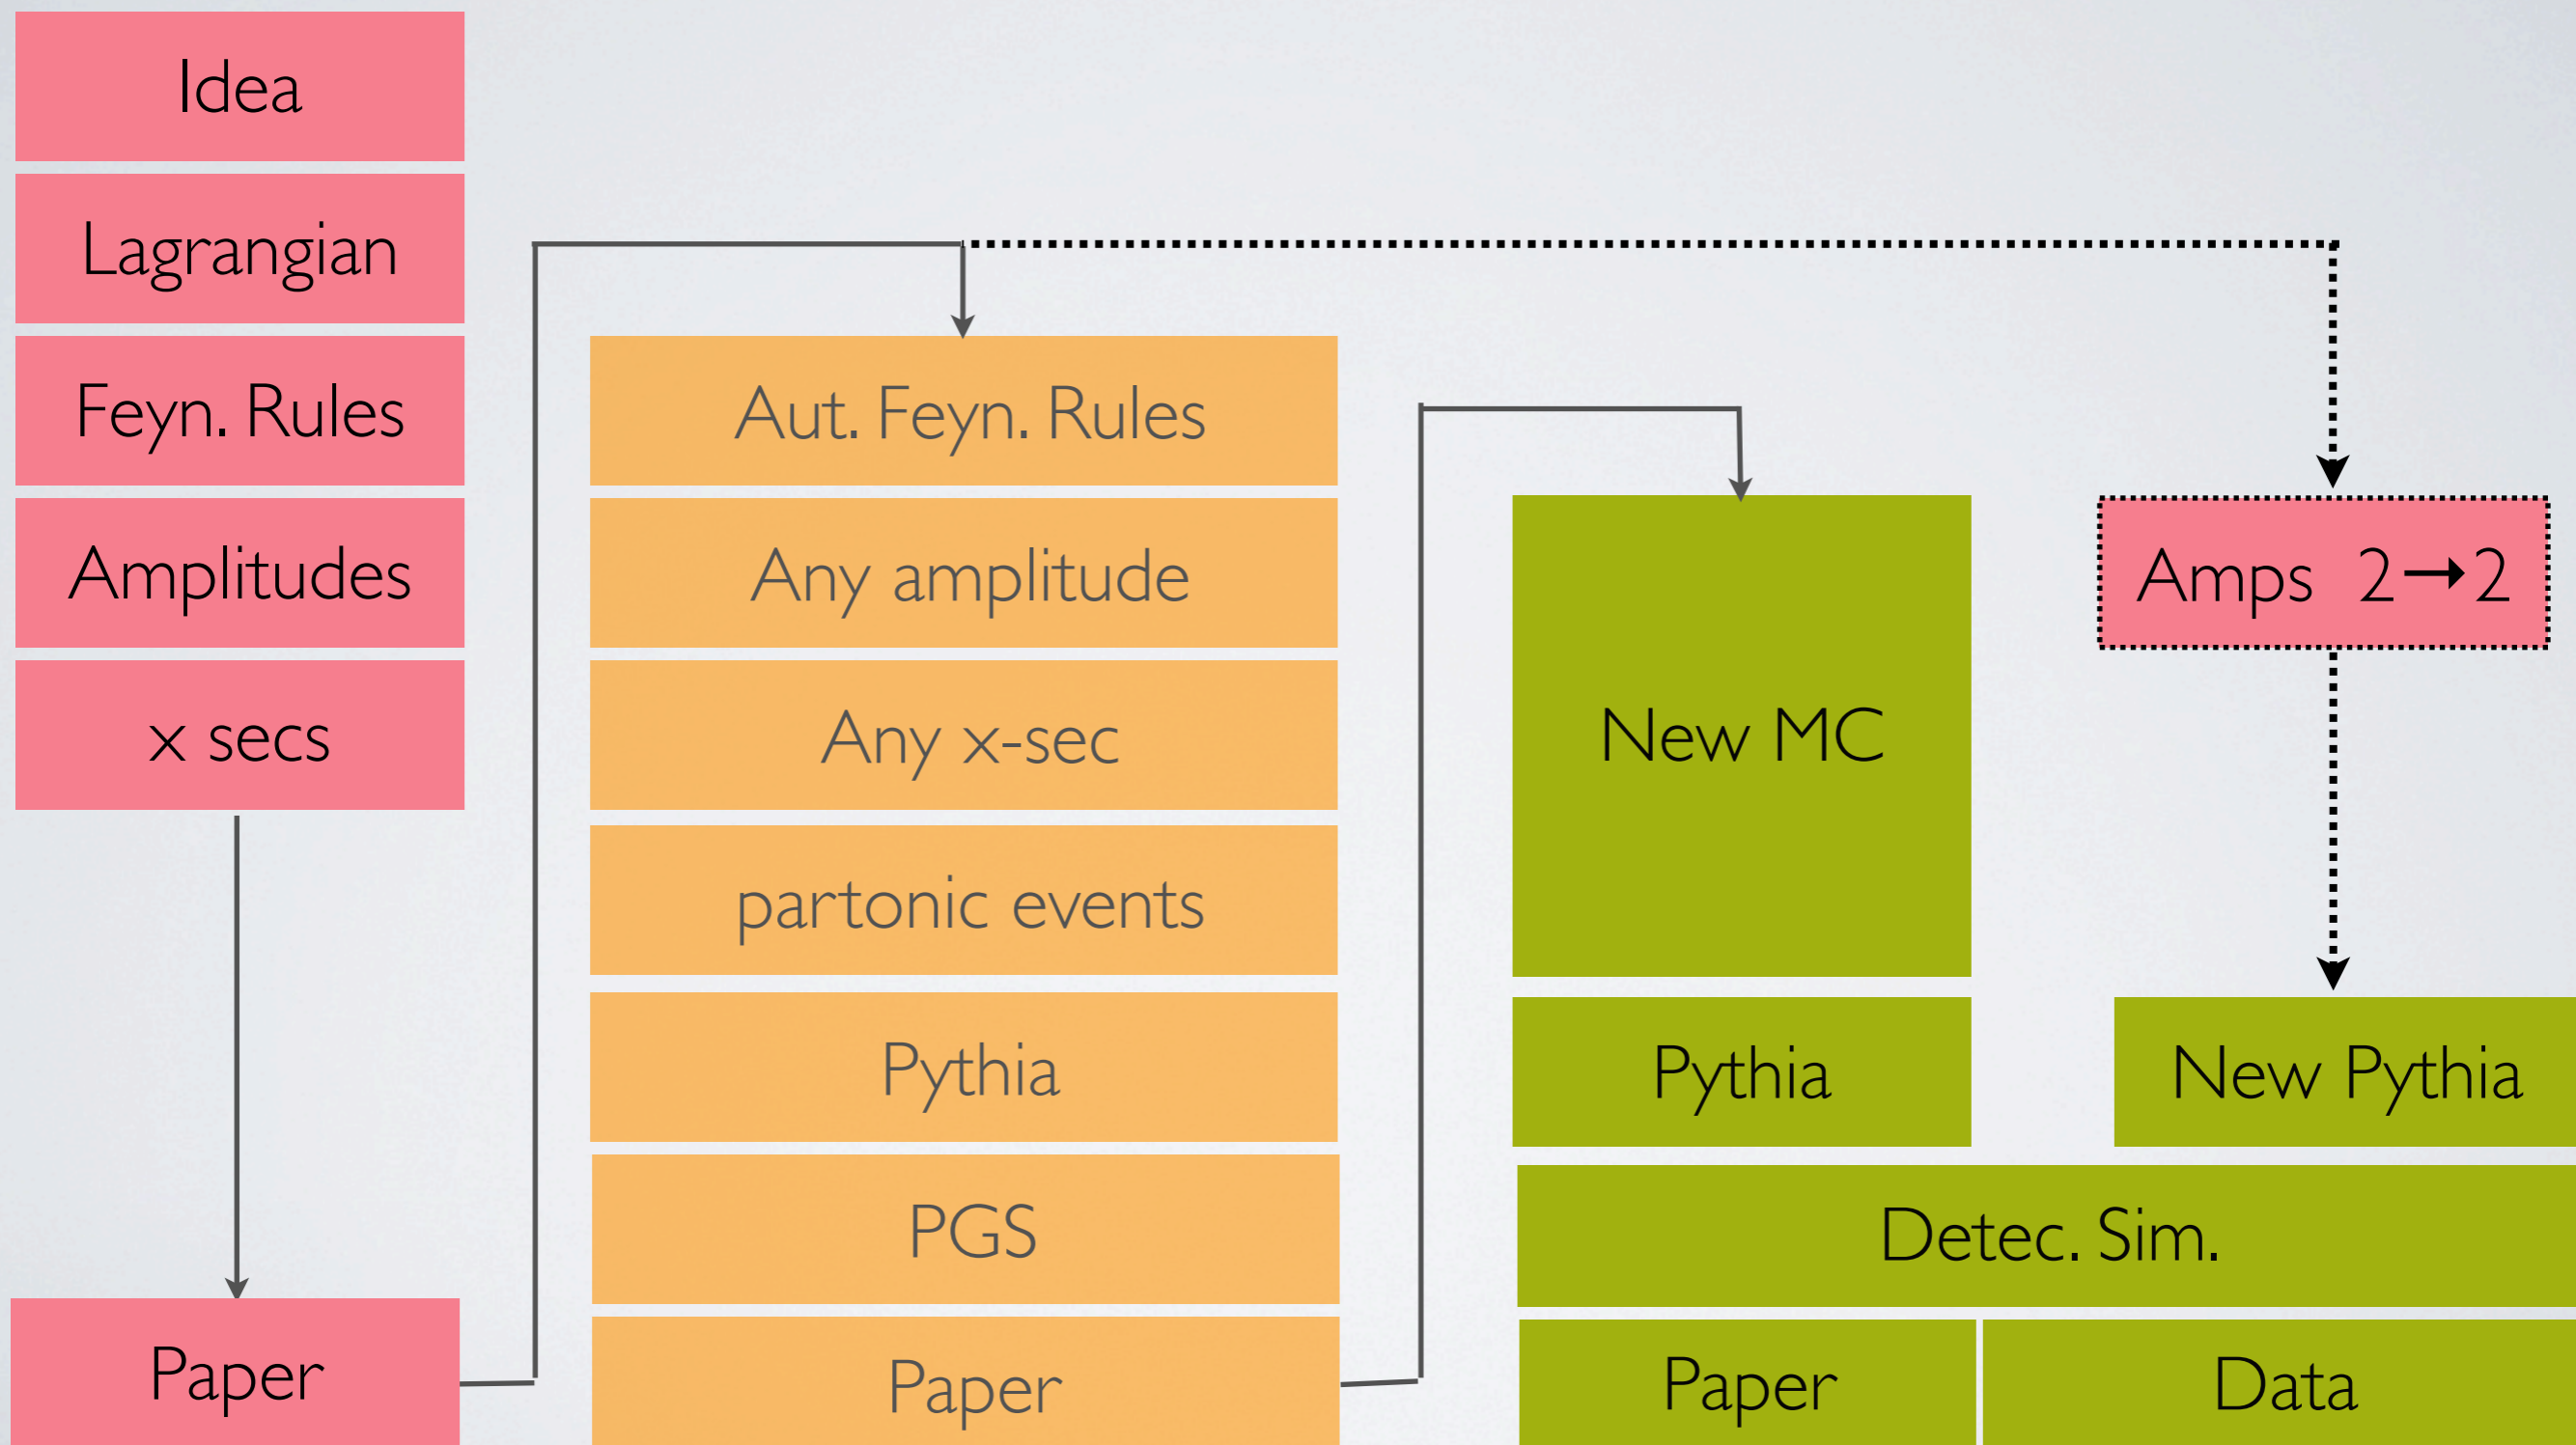 Idea
Lagrangian
Feyn. Rules
Amplitudes
x secs
Paper
Aut. Feyn. Rules
Any amplitude
Any x-sec
partonic events
Pythia
PGS
Paper
New MC
Pythia
Amps 2→2
New Pythia
Detec. Sim.
Paper
Data